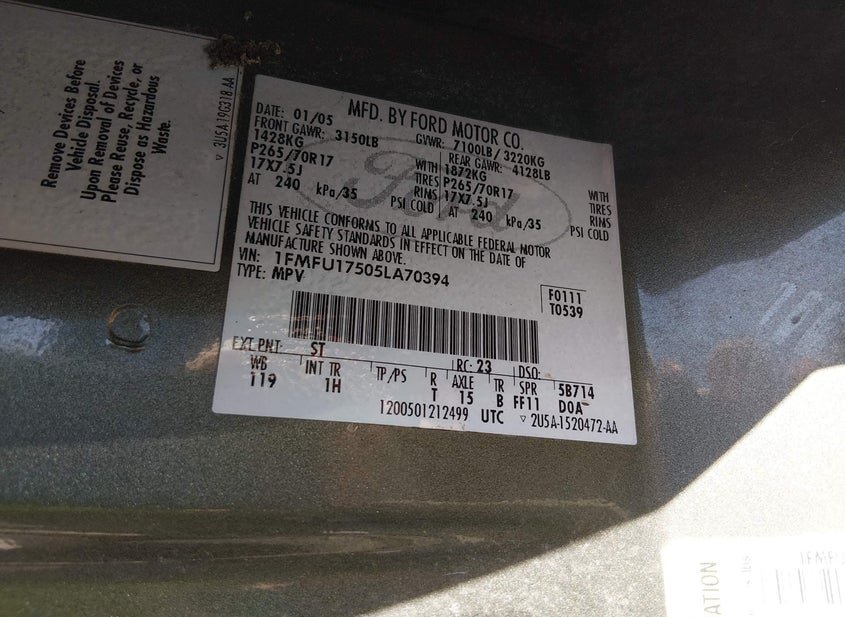 Remove Devices Before
Vehicle Disposal.
Upon Removal of Devices
Please Reuse, Recycle, or
Dispose as Hazardous
Waste.
▽ 3U5A19G318 AA
MFD. BY FORD MOTOR CO.
DATE: 01/05 GVWR: 7100LB/3220KG
FRONT GAWR: 3150LB REAR GAWR: 4128LB
1428KG WITH 1872KG WITH
P265/70R17 TIRES P265/70R17 TIRES
17X7.5J RIMS 17X7.5J RIMS
AT 240 kPa/35 PSI COLD AT 240 kPa/35 PSI COLD
Ford
THIS VEHICLE CONFORMS TO ALL APPLICABLE FEDERAL MOTOR
VEHICLE SAFETY STANDARDS IN EFFECT ON THE DATE OF
MANUFACTURE SHOWN ABOVE.
VIN: 1FMFU17505LA70394
TYPE: MPV
F0111
T0539
EXT PNT: ST RC: 23 DSO:
WB INT TR TP/PS R AXLE TR SPR 5B714
119 1H T 15 B FF11 DOA
1200501212499 UTC ▽ 2U5A-1520472-AA
ATION